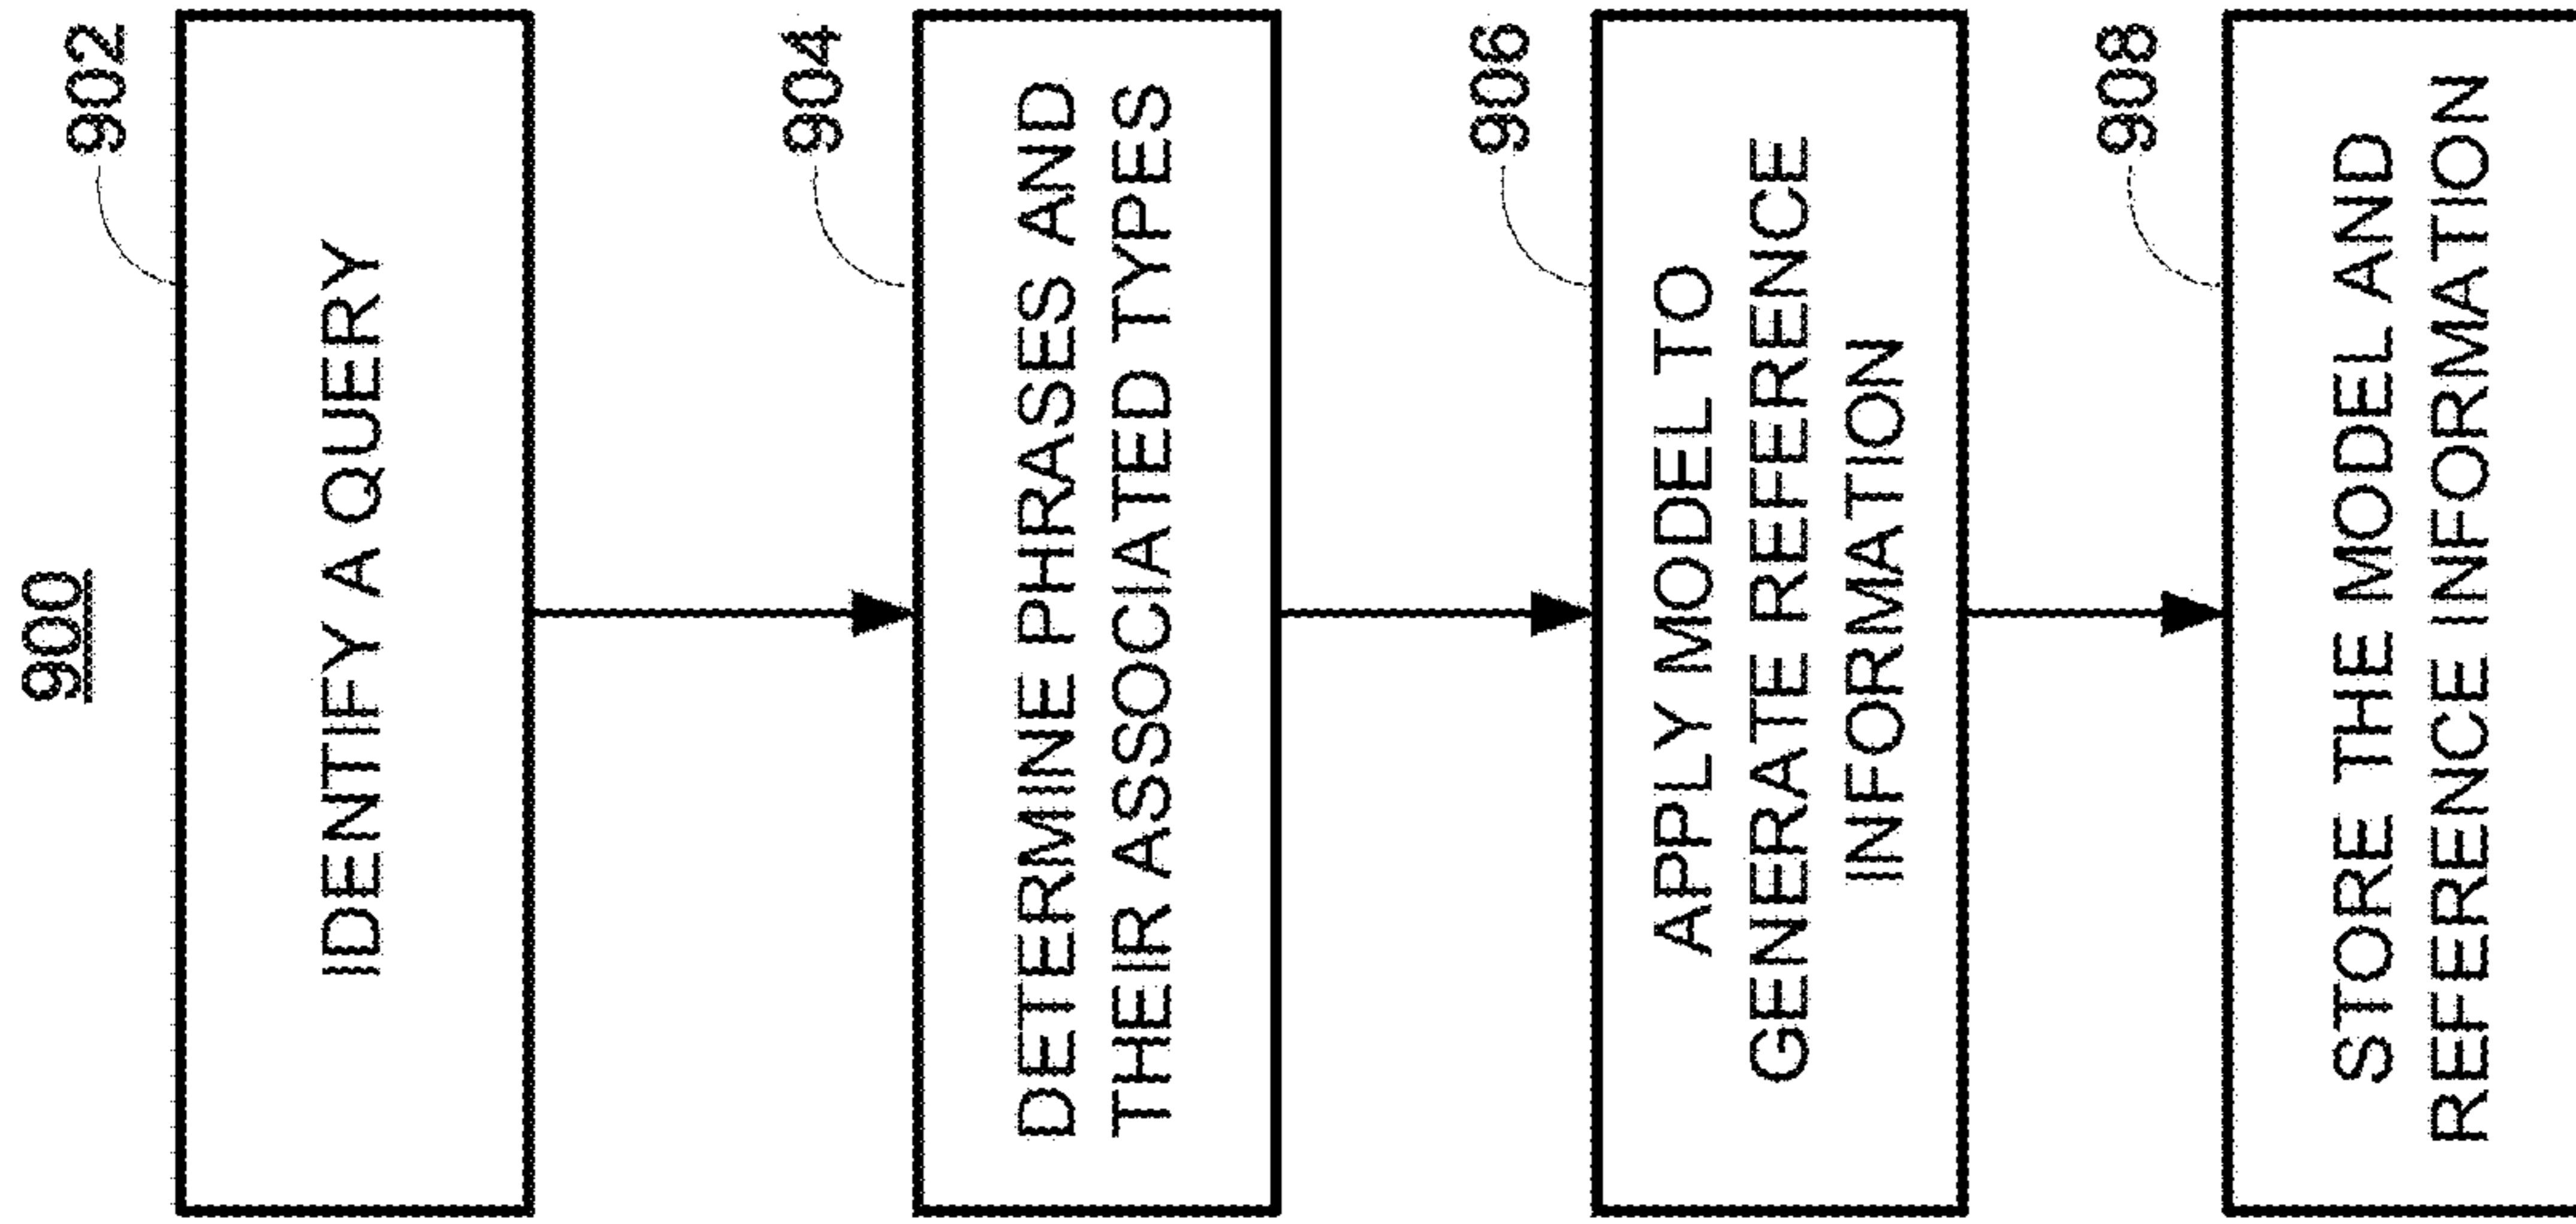 900
902
IDENTIFY A QUERY
904
DETERMINE PHRASES AND
THEIR ASSOCIATED TYPES
906
APPLY MODEL TO
GENERATE REFERENCE
INFORMATION
908
STORE THE MODEL AND
REFERENCE INFORMATION